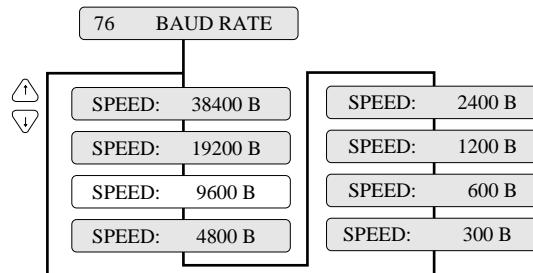 76 BAUD RATE
SPEED: 38400 B
SPEED: 19200 B
SPEED: 9600 B
SPEED: 4800 B
SPEED: 2400 B
SPEED: 1200 B
SPEED: 600 B
SPEED: 300 B